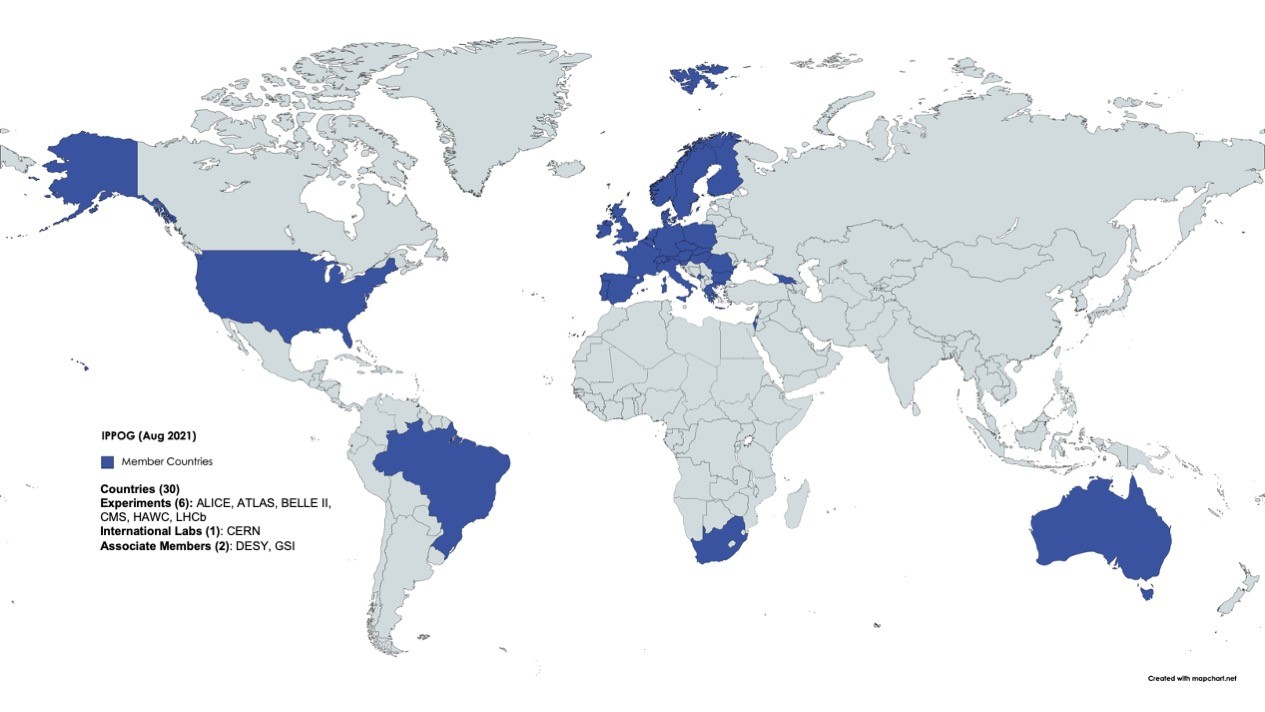 IPPOG (Aug 2021)
Member Countries
Countries (30)
Experiments (6): ALICE, ATLAS, BELLE II,
CMS, HAWC, LHCb
International Labs (1): CERN
Associate Members (2): DESY, GSI
Created with mapchart.net